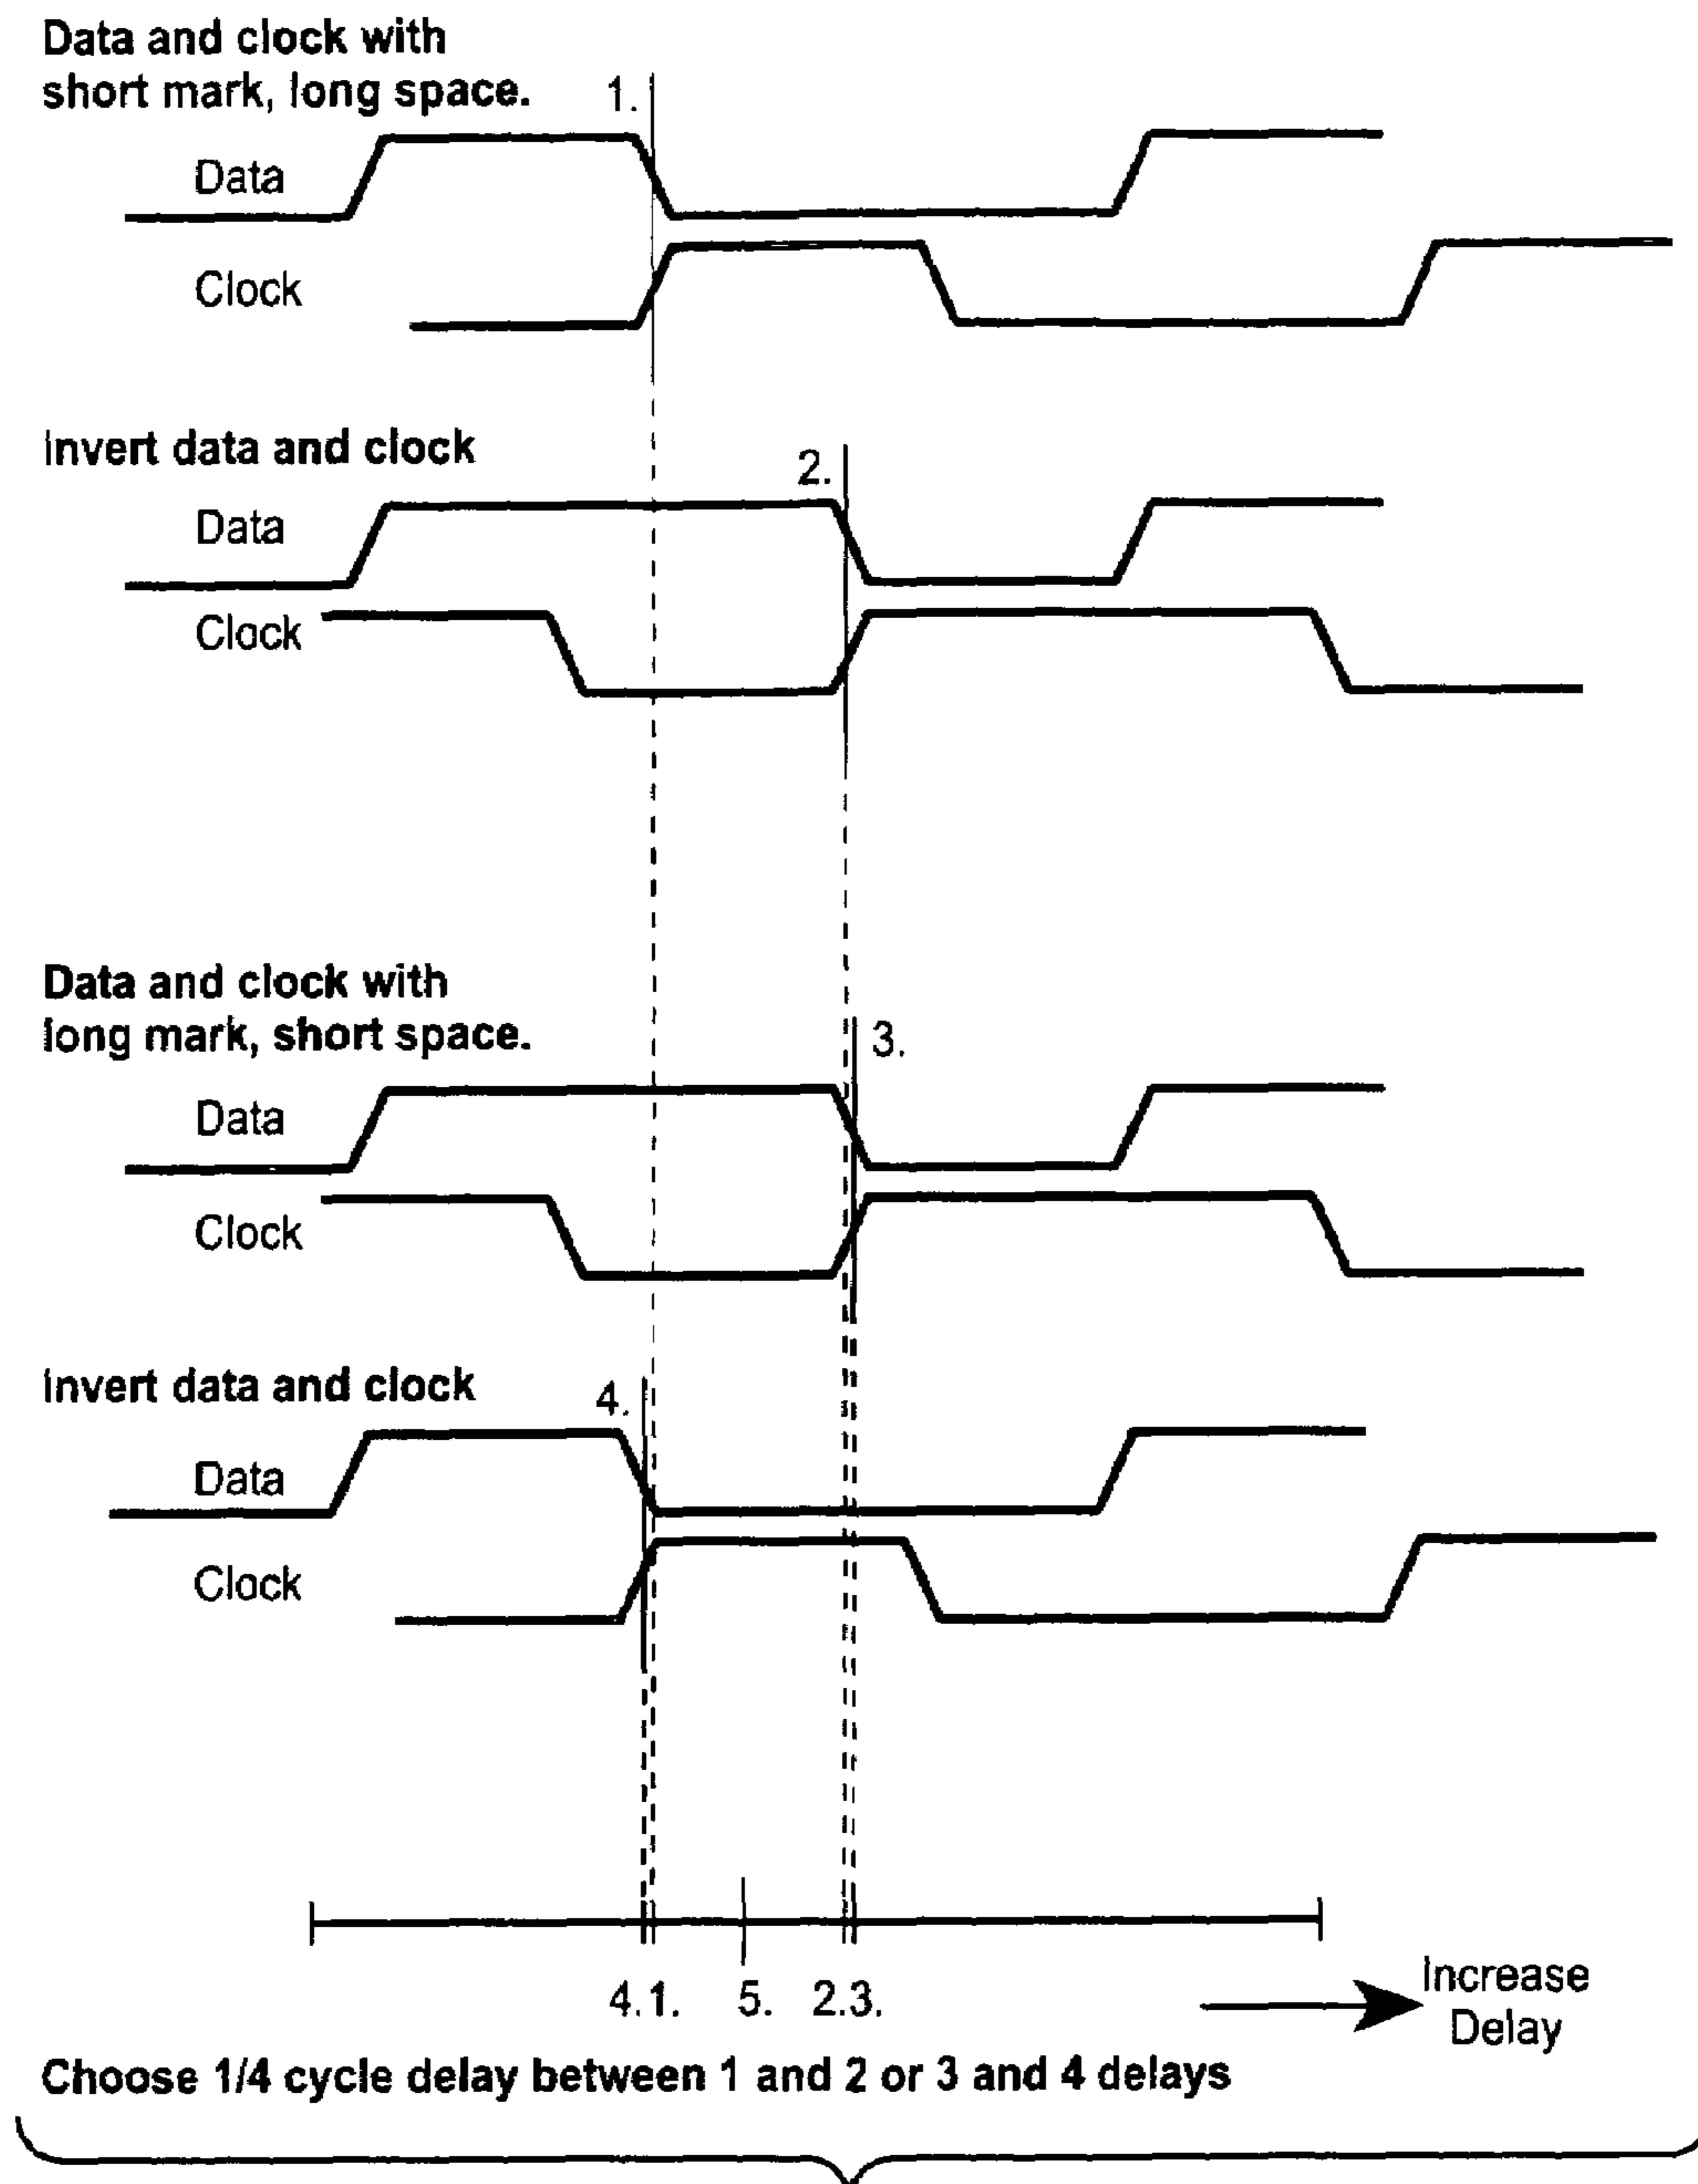 Data and clock with
short mark, long space.
1.
Data
Clock
Invert data and clock
2.
Data
Clock
Data and clock with
long mark, short space.
3.
Data
Clock
Invert data and clock
4.
Data
Clock
4. 1. 5. 2. 3.
Increase
Delay
Choose 1/4 cycle delay between 1 and 2 or 3 and 4 delays